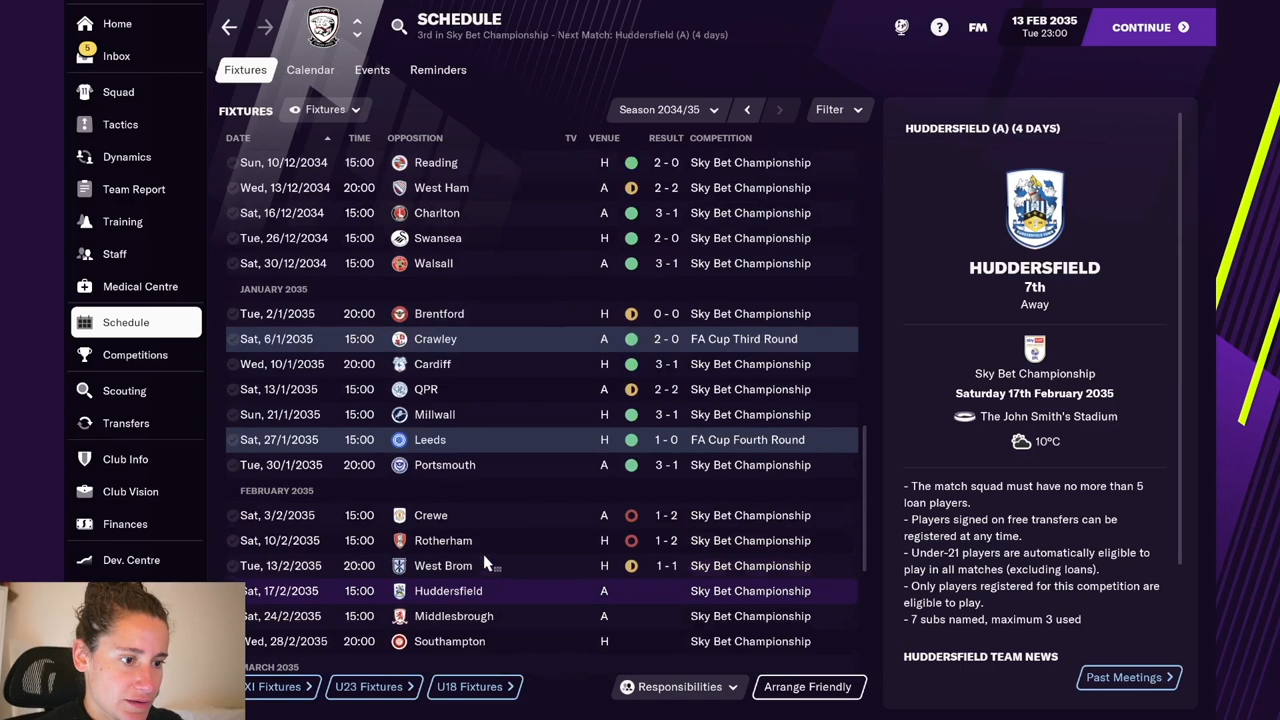 Home
5
Inbox
Squad
Tactics
Dynamics
Team Report
Training
Staff
Medical Centre
Schedule
Competitions
Scouting
Transfers
Club Info
Club Vision
Finances
Dev. Centre
SCHEDULE
3rd in Sky Bet Championship - Next Match: Huddersfield (A) (4 days)
?
FM
13 FEB 2035
Tue 23:00
CONTINUE
Fixtures
Calendar
Events
Reminders
FIXTURES
Fixtures
Season 2034/35
Filter
DATE TIME OPPOSITION TV VENUE RESULT COMPETITION
Sun, 10/12/2034 15:00 Reading H 2 - 0 Sky Bet Championship
Wed, 13/12/2034 20:00 West Ham A 2 - 2 Sky Bet Championship
Sat, 16/12/2034 15:00 Charlton A 3 - 1 Sky Bet Championship
Tue, 26/12/2034 15:00 Swansea H 2 - 0 Sky Bet Championship
Sat, 30/12/2034 15:00 Walsall A 3 - 1 Sky Bet Championship
JANUARY 2035
Tue, 2/1/2035 20:00 Brentford H 0 - 0 Sky Bet Championship
Sat, 6/1/2035 15:00 Crawley A 2 - 0 FA Cup Third Round
Wed, 10/1/2035 20:00 Cardiff H 3 - 1 Sky Bet Championship
Sat, 13/1/2035 15:00 QPR A 2 - 2 Sky Bet Championship
Sun, 21/1/2035 15:00 Millwall H 3 - 1 Sky Bet Championship
Sat, 27/1/2035 15:00 Leeds H 1 - 0 FA Cup Fourth Round
Tue, 30/1/2035 20:00 Portsmouth A 3 - 1 Sky Bet Championship
FEBRUARY 2035
Sat, 3/2/2035 15:00 Crewe A 1 - 2 Sky Bet Championship
Sat, 10/2/2035 15:00 Rotherham H 1 - 2 Sky Bet Championship
Tue, 13/2/2035 20:00 West Brom H 1 - 1 Sky Bet Championship
Sat, 17/2/2035 15:00 Huddersfield A Sky Bet Championship
Sat, 24/2/2035 15:00 Middlesbrough A Sky Bet Championship
Wed, 28/2/2035 20:00 Southampton H Sky Bet Championship
MARCH 2035
XI Fixtures
U23 Fixtures
U18 Fixtures
Responsibilities
Arrange Friendly
HUDDERSFIELD (A) (4 DAYS)
HUDDERSFIELD
7th
Away
Sky Bet Championship
Saturday 17th February 2035
The John Smith's Stadium
10°C
- The match squad must have no more than 5
loan players.
- Players signed on free transfers can be
registered at any time.
- Under-21 players are automatically eligible to
play in all matches (excluding loans).
- Only players registered for this competition are
eligible to play.
- 7 subs named, maximum 3 used
HUDDERSFIELD TEAM NEWS
Past Meetings